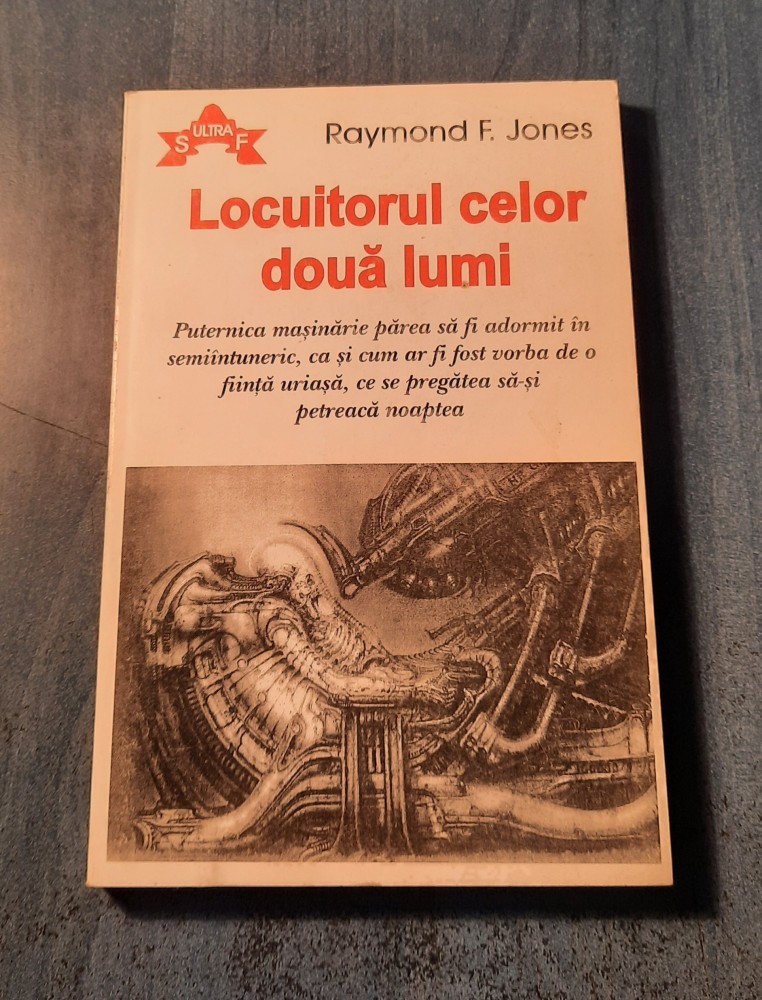 S ULTRA F
Raymond F. Jones
Locuitorul celor
două lumi
Puternica mașinărie părea să fi adormit în
semiîntuneric, ca și cum ar fi fost vorba de o
ființă uriașă, ce se pregătea să-și
petreacă noaptea